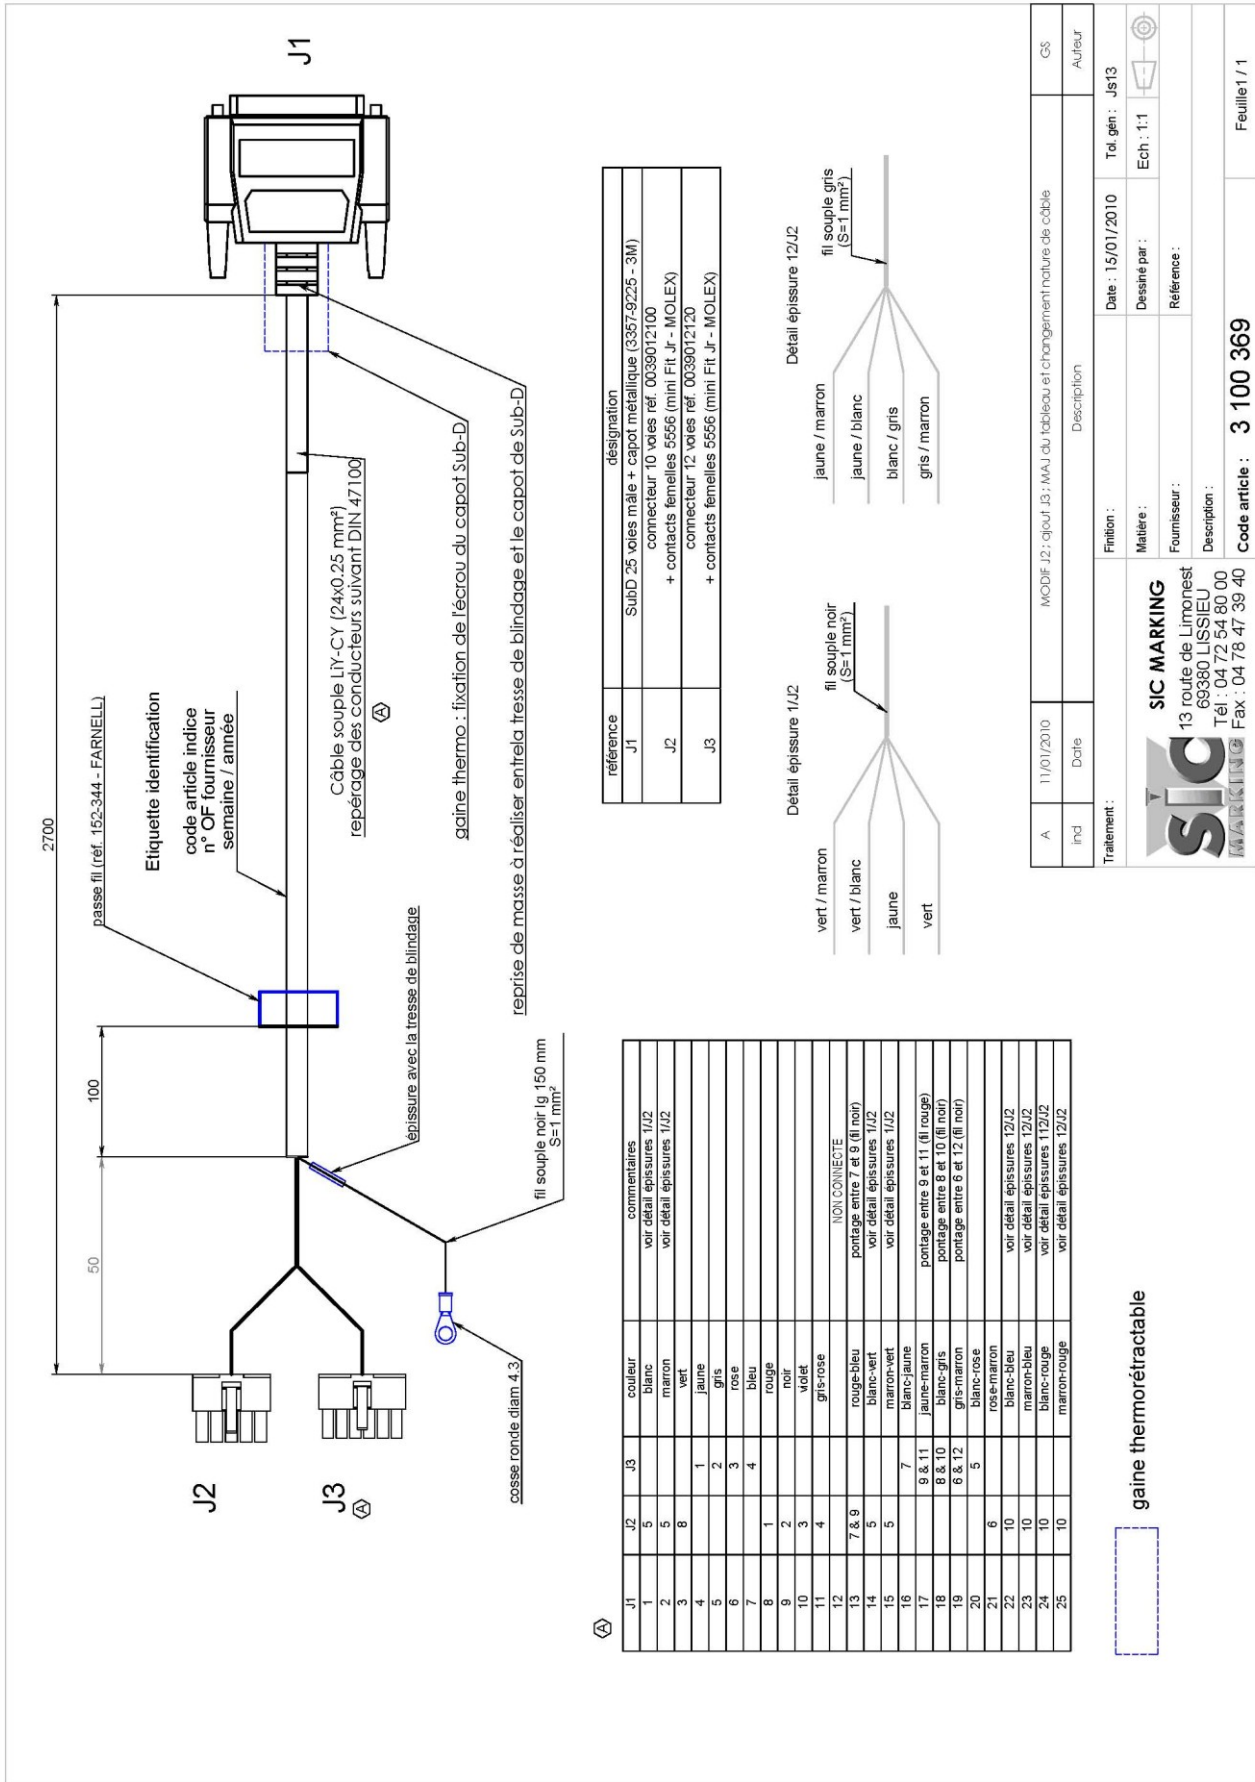 2700
100
50
J1
J2
J3
A
passe fil (réf. 152-344 - FARNELL)
Etiquette identification
code article indice
n° OF fournisseur
semaine / année
Câble souple LiY-CY (24x0.25 mm²)
repérage des conducteurs suivant DIN 47100
A
gaine thermo : fixation de l'écrou du capot Sub-D
reprise de masse à réaliser entrela tresse de blindage et le capot de Sub-D
épissure avec la tresse de blindage
fil souple noir lg 150 mm
S=1 mm²
cosse ronde diam 4.3
référence désignation
J1 SubD 25 voies mâle + capot métallique (3357-9225 - 3M)
J2 connecteur 10 voies réf. 0039012100
+ contacts femelles 5556 (mini Fit Jr - MOLEX)
J3 connecteur 12 voies réf. 0039012120
+ contacts femelles 5556 (mini Fit Jr - MOLEX)
A
J1 J2 J3 couleur commentaires
1 5 blanc voir détail épissures 1/J2
2 5 marron voir détail épissures 1/J2
3 8 vert
4 1 jaune
5 2 gris
6 3 rose
7 4 bleu
8 1 rouge
9 2 noir
10 3 violet
11 4 gris-rose
12 NON CONNECTE
13 7 & 9 rouge-bleu pontage entre 7 et 9 (fil noir)
14 5 blanc-vert voir détail épissures 1/J2
15 5 marron-vert voir détail épissures 1/J2
16 7 blanc-jaune
17 9 & 11 jaune-marron pontage entre 9 et 11 (fil rouge)
18 8 & 10 blanc-gris pontage entre 8 et 10 (fil noir)
19 6 & 12 gris-marron pontage entre 6 et 12 (fil noir)
20 5 blanc-rose
21 6 rose-marron
22 10 blanc-bleu voir détail épissures 12/J2
23 10 marron-bleu voir détail épissures 12/J2
24 10 blanc-rouge voir détail épissures 112/J2
25 10 marron-rouge voir détail épissures 12/J2
Détail épissure 1/J2
vert / marron
vert / blanc
jaune
vert
fil souple noir
(S=1 mm²)
Détail épissure 12/J2
jaune / marron
jaune / blanc
blanc / gris
gris / marron
fil souple gris
(S=1 mm²)
gaine thermorétractable
A 11/01/2010 MODIF J2 ; ajout J3 ; MAJ du tableau et changement nature de câble GS
ind Date Description Auteur
Traitement :
Finition :
Date : 15/01/2010
Tol. gén : Js13
Matière :
Dessiné par :
Ech : 1:1
Fournisseur :
Référence :
Description :
SIC
MARKING
SIC MARKING
13 route de Limonest
69380 LISSIEU
Tél : 04 72 54 80 00
Fax : 04 78 47 39 40
Code article : 3 100 369
Feuille1 / 1